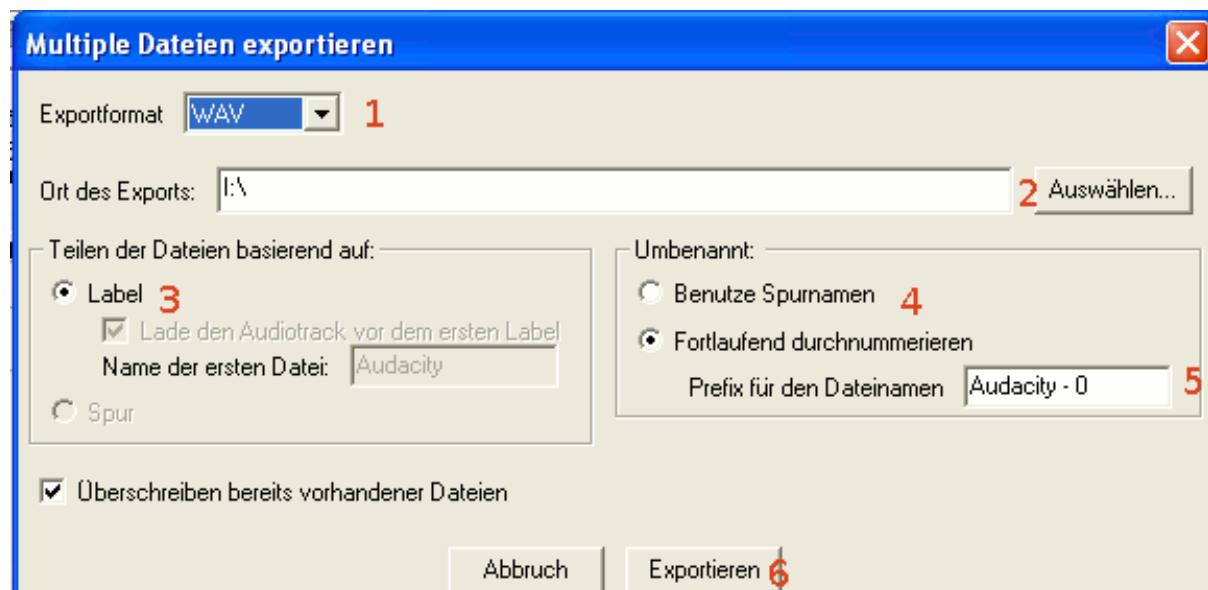 Multiple Dateien exportieren
Exportformat WAV 1
Ort des Exports: I:\ 2 Auswählen...
Teilen der Dateien basierend auf:
Label 3
Lade den Audiotrack vor dem ersten Label
Name der ersten Datei: Audacity
Spur
Umbenannt:
Benutze Spurnamen 4
Fortlaufend durchnummerieren
Prefix für den Dateinamen Audacity - 0 5
Überschreiben bereits vorhandener Dateien
Abbruch Exportieren 6